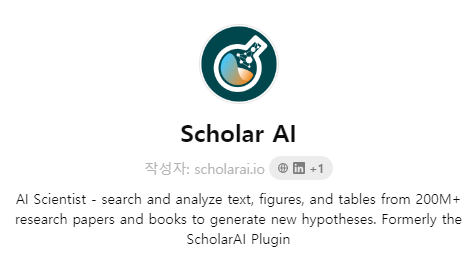 Scholar AI
작성자: scholarai.io +1
AI Scientist - search and analyze text, figures, and tables from 200M+
research papers and books to generate new hypotheses. Formerly the
ScholarAI Plugin